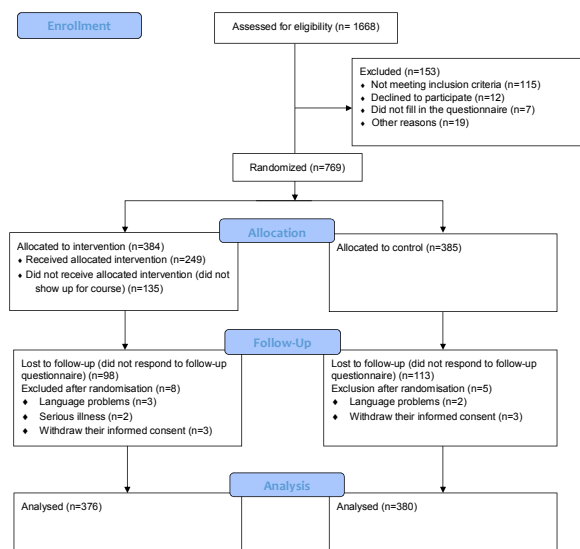 Enrollment
Assessed for eligibility (n= 1668)
Excluded (n=153)
♦ Not meeting inclusion criteria (n=115)
♦ Declined to participate (n=12)
♦ Did not fill in the questionnaire (n=7)
♦ Other reasons (n=19)
Randomized (n=769)
Allocation
Allocated to intervention (n=384)
♦ Received allocated intervention (n=249)
♦ Did not receive allocated intervention (did not
show up for course) (n=135)
Allocated to control (n=385)
Follow-Up
Lost to follow-up (did not respond to follow-up
questionnaire) (n=98)
Excluded after randomisation (n=8)
♦ Language problems (n=3)
♦ Serious illness (n=2)
♦ Withdraw their informed consent (n=3)
Lost to follow-up (did not respond to follow-up
questionnaire) (n=113)
Exclusion after randomisation (n=5)
♦ Language problems (n=2)
♦ Withdraw their informed consent (n=3)
Analysis
Analysed (n=376)
Analysed (n=380)